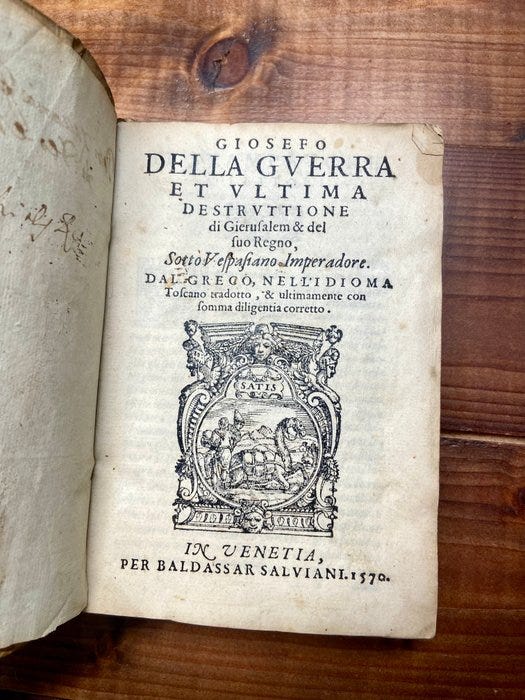 GIOSEFO
DELLA GVERRA
ET VLTIMA
DESTRVTTIONE
di Gierusalem & del
suo Regno,
Sotto Vespasiano Imperadore.
DAL GRECO, NELL'IDIOMA
Toscano tradotto, & ultimamente con
somma diligentia corretto.
SATIS
IN VENETIA,
PER BALDASSAR SALVIANI. 1570.